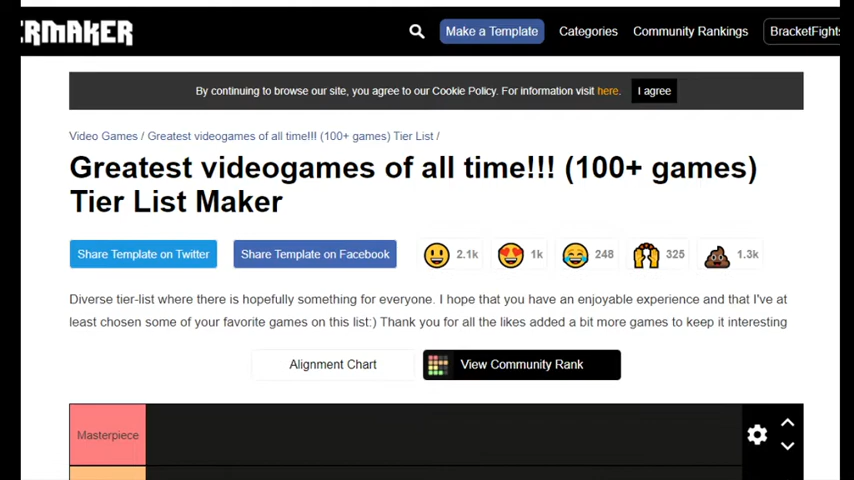 ERMAKER
Make a Template
Categories
Community Rankings
BracketFights
By continuing to browse our site, you agree to our Cookie Policy. For information visit here.
I agree
Video Games / Greatest videogames of all time!!! (100+ games) Tier List /
Greatest videogames of all time!!! (100+ games)
Tier List Maker
Share Template on Twitter
Share Template on Facebook
2.1k
1k
248
325
1.3k
Diverse tier-list where there is hopefully something for everyone. I hope that you have an enjoyable experience and that I've at
least chosen some of your favorite games on this list:) Thank you for all the likes added a bit more games to keep it interesting
Alignment Chart
View Community Rank
Masterpiece